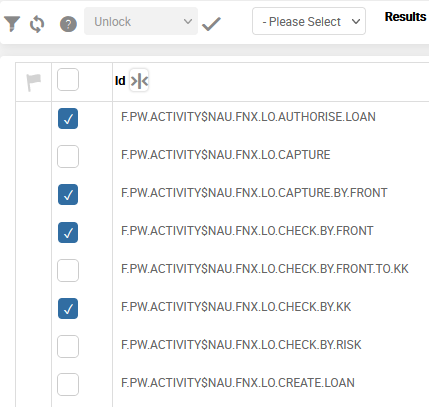 Unlock
- Please Select -
Results
Id
F.PW.ACTIVITY$NAU.FNX.LO.AUTHORISE.LOAN
F.PW.ACTIVITY$NAU.FNX.LO.CAPTURE
F.PW.ACTIVITY$NAU.FNX.LO.CAPTURE.BY.FRONT
F.PW.ACTIVITY$NAU.FNX.LO.CHECK.BY.FRONT
F.PW.ACTIVITY$NAU.FNX.LO.CHECK.BY.FRONT.TO.KK
F.PW.ACTIVITY$NAU.FNX.LO.CHECK.BY.KK
F.PW.ACTIVITY$NAU.FNX.LO.CHECK.BY.RISK
F.PW.ACTIVITY$NAU.FNX.LO.CREATE.LOAN